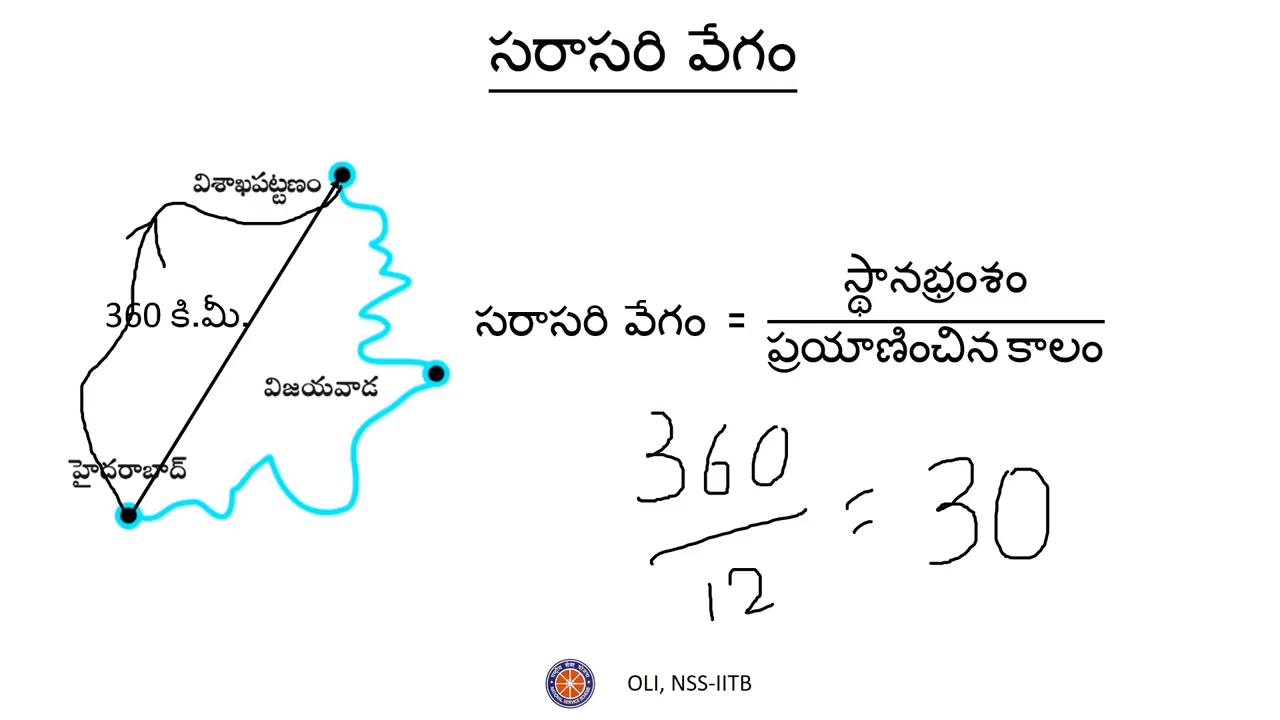 సరాసరి వేగం
విశాఖపట్టణం
360 కి.మీ.
విజయవాడ
హైదరాబాద్
సరాసరి వేగం = స్థానభ్రంశం
ప్రయాణించిన కాలం
360
12
= 30
OLI, NSS-IITB